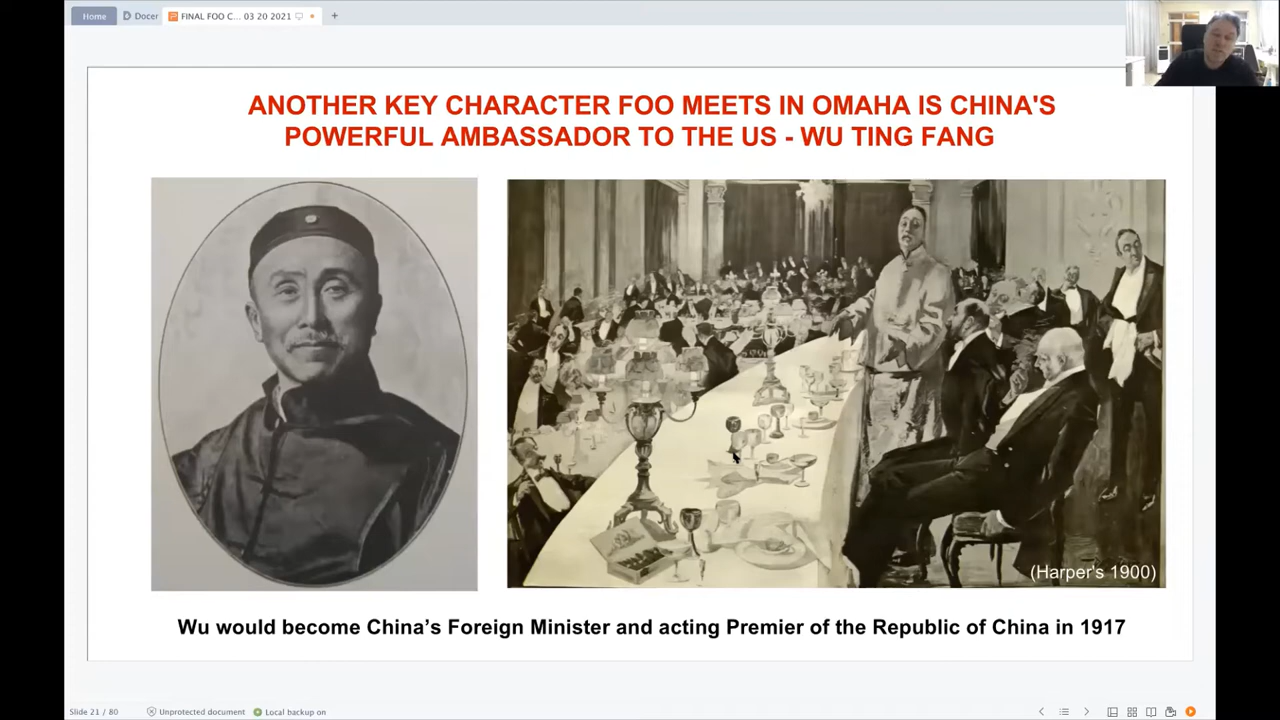 Home
Docer
FINAL FOO C... 03 20 2021
ANOTHER KEY CHARACTER FOO MEETS IN OMAHA IS CHINA'S
POWERFUL AMBASSADOR TO THE US - WU TING FANG
(Harper's 1900)
Wu would become China’s Foreign Minister and acting Premier of the Republic of China in 1917
Slide 21 / 80
Unprotected document
Local backup on